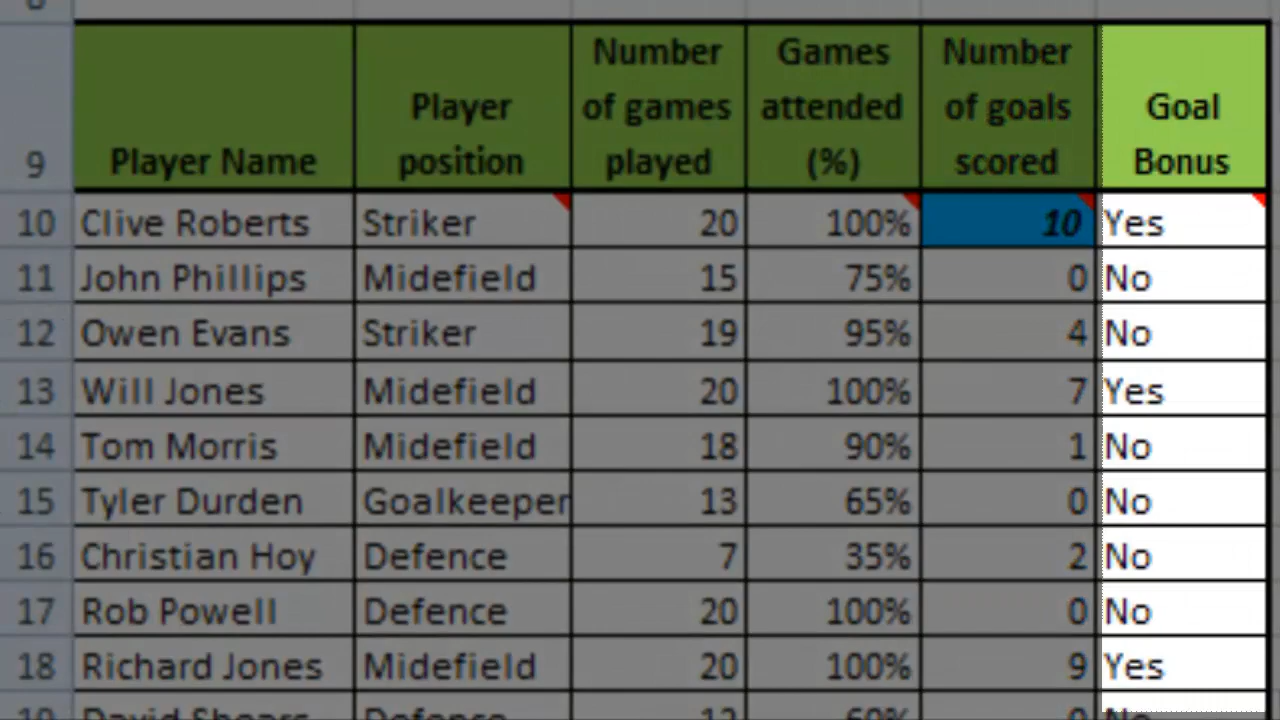 Player Name Player position Number of games played Games attended (%) Number of goals scored Goal Bonus
9
10 Clive Roberts Striker 20 100% 10 Yes
11 John Phillips Midefield 15 75% 0 No
12 Owen Evans Striker 19 95% 4 No
13 Will Jones Midefield 20 100% 7 Yes
14 Tom Morris Midefield 18 90% 1 No
15 Tyler Durden Goalkeeper 13 65% 0 No
16 Christian Hoy Defence 7 35% 2 No
17 Rob Powell Defence 20 100% 0 No
18 Richard Jones Midefield 20 100% 9 Yes